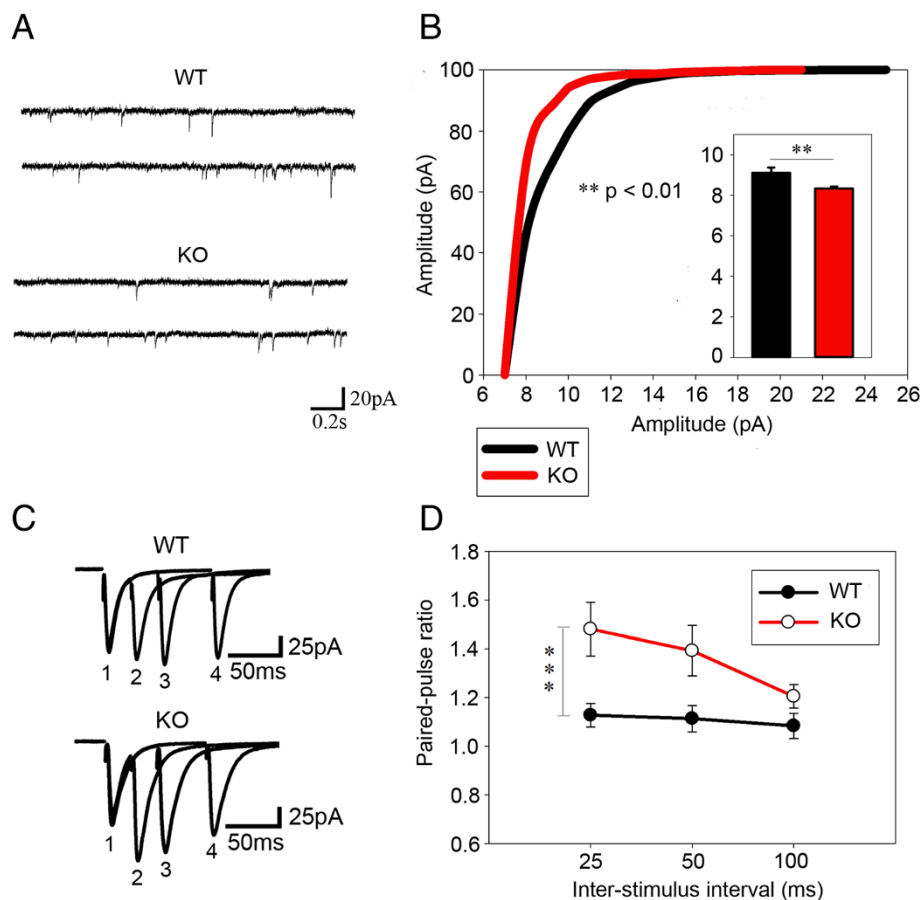 A
WT
KO
20pA
0.2s
B
Amplitude (pA)
100
80
60
40
20
0
** p < 0.01
10
8
6
4
2
0
**
6 8 10 12 14 16 18 20 22 24 26
Amplitude (pA)
WT
KO
C
WT
1 2 3 4
25pA
50ms
KO
1 2 3 4
25pA
50ms
D
Paired-pulse ratio
1.8
1.6
1.4
1.2
1.0
0.8
0.6
***
WT
KO
25 50 100
Inter-stimulus interval (ms)